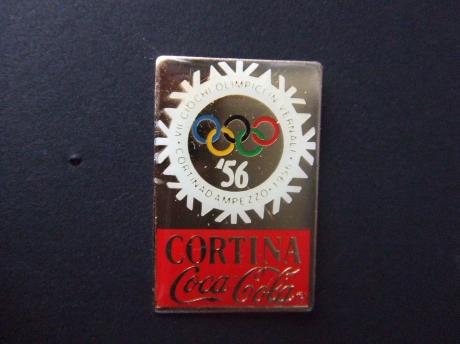 · VII GIOCHI OLIMPICI INVERNALI ·
CORTINA D'AMPEZZO · 1956
'56
CORTINA
Coca-Cola